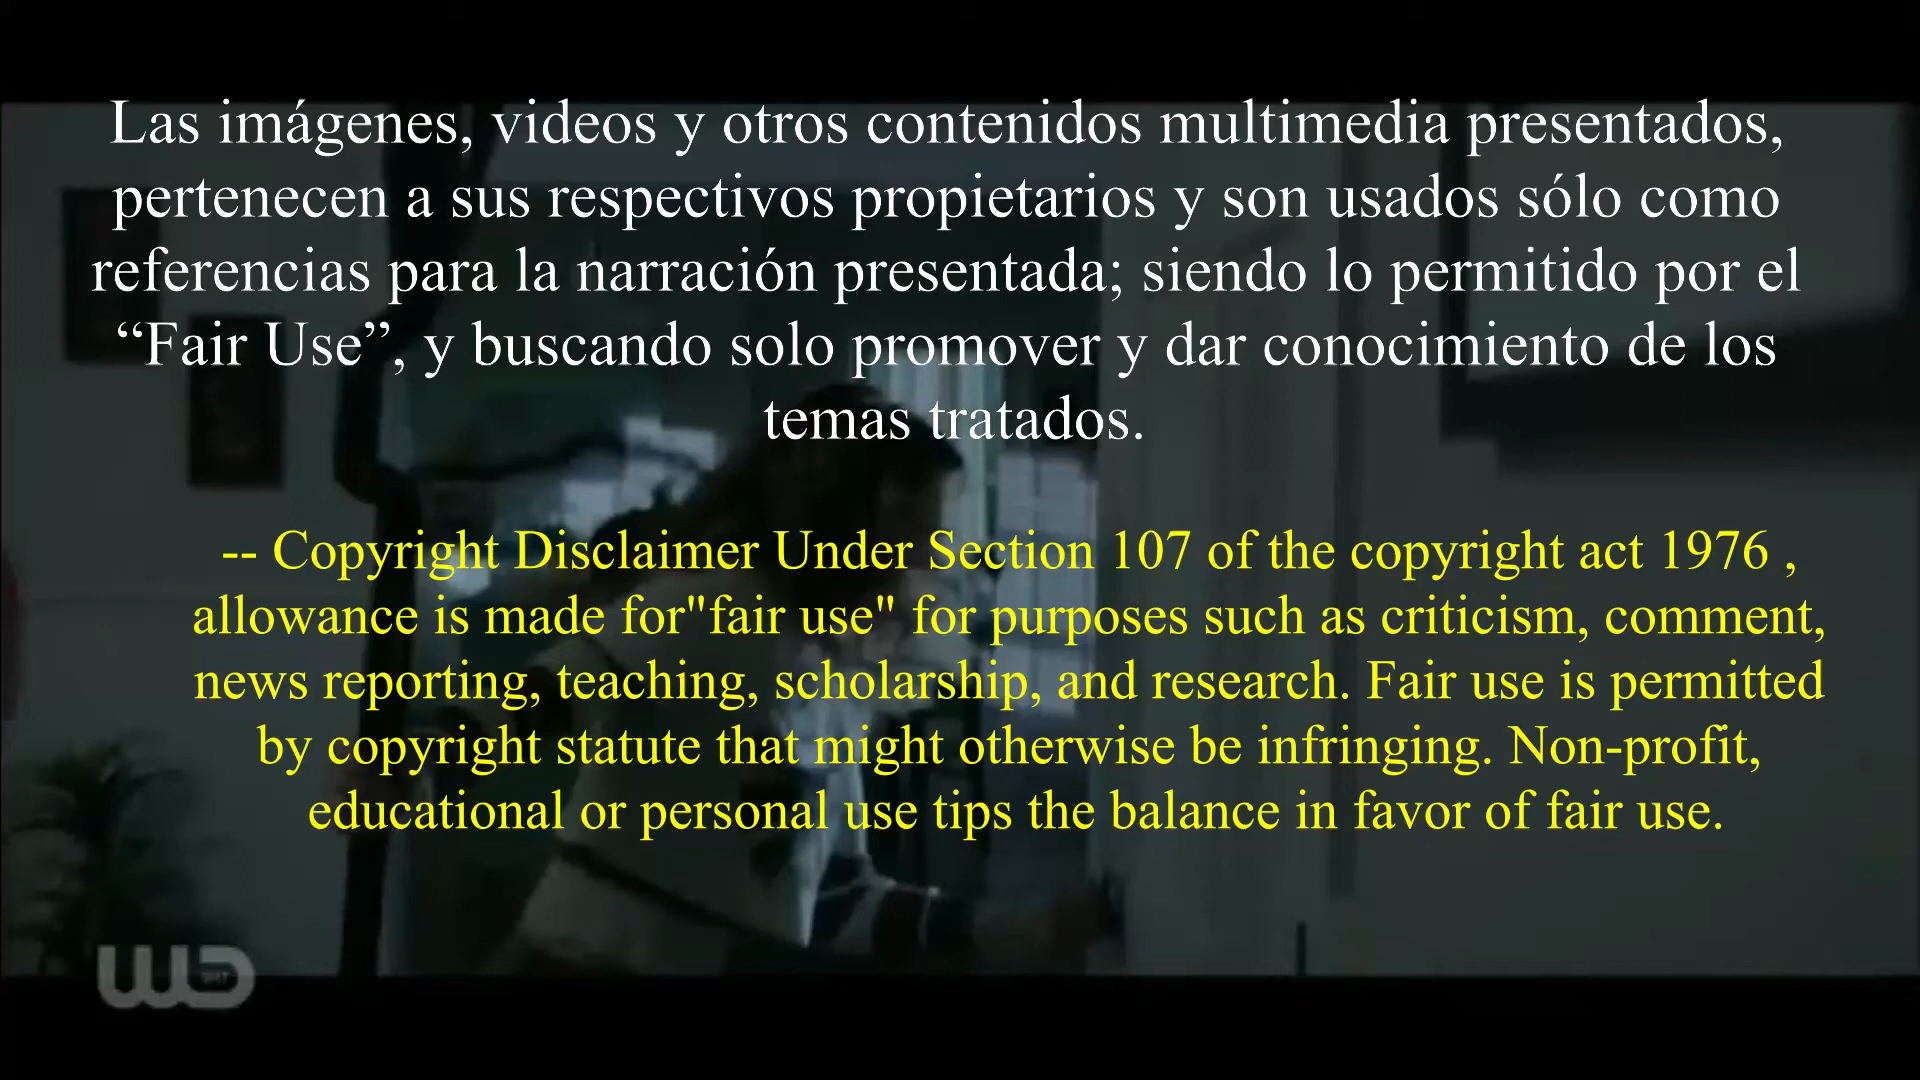 Las imágenes, videos y otros contenidos multimedia presentados,
pertenecen a sus respectivos propietarios y son usados sólo como
referencias para la narración presentada; siendo lo permitido por el
“Fair Use”, y buscando solo promover y dar conocimiento de los
temas tratados.
-- Copyright Disclaimer Under Section 107 of the copyright act 1976 ,
allowance is made for"fair use" for purposes such as criticism, comment,
news reporting, teaching, scholarship, and research. Fair use is permitted
by copyright statute that might otherwise be infringing. Non-profit,
educational or personal use tips the balance in favor of fair use.